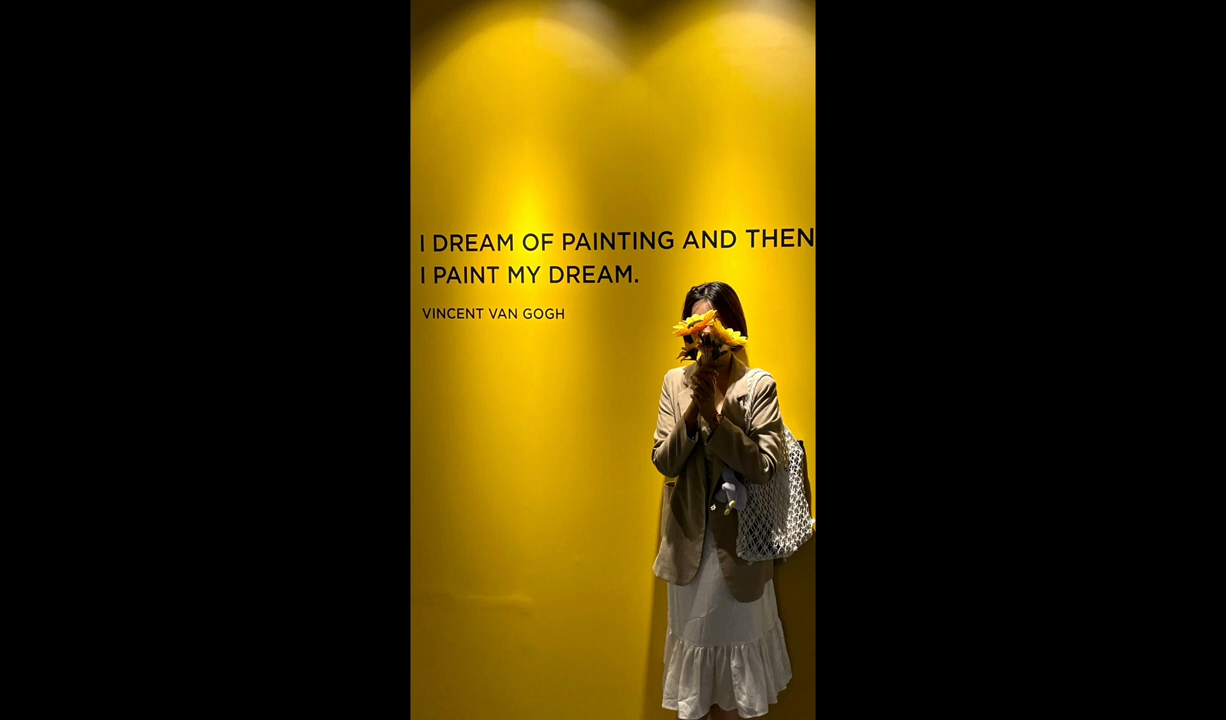 I DREAM OF PAINTING AND THEN
I PAINT MY DREAM.
VINCENT VAN GOGH